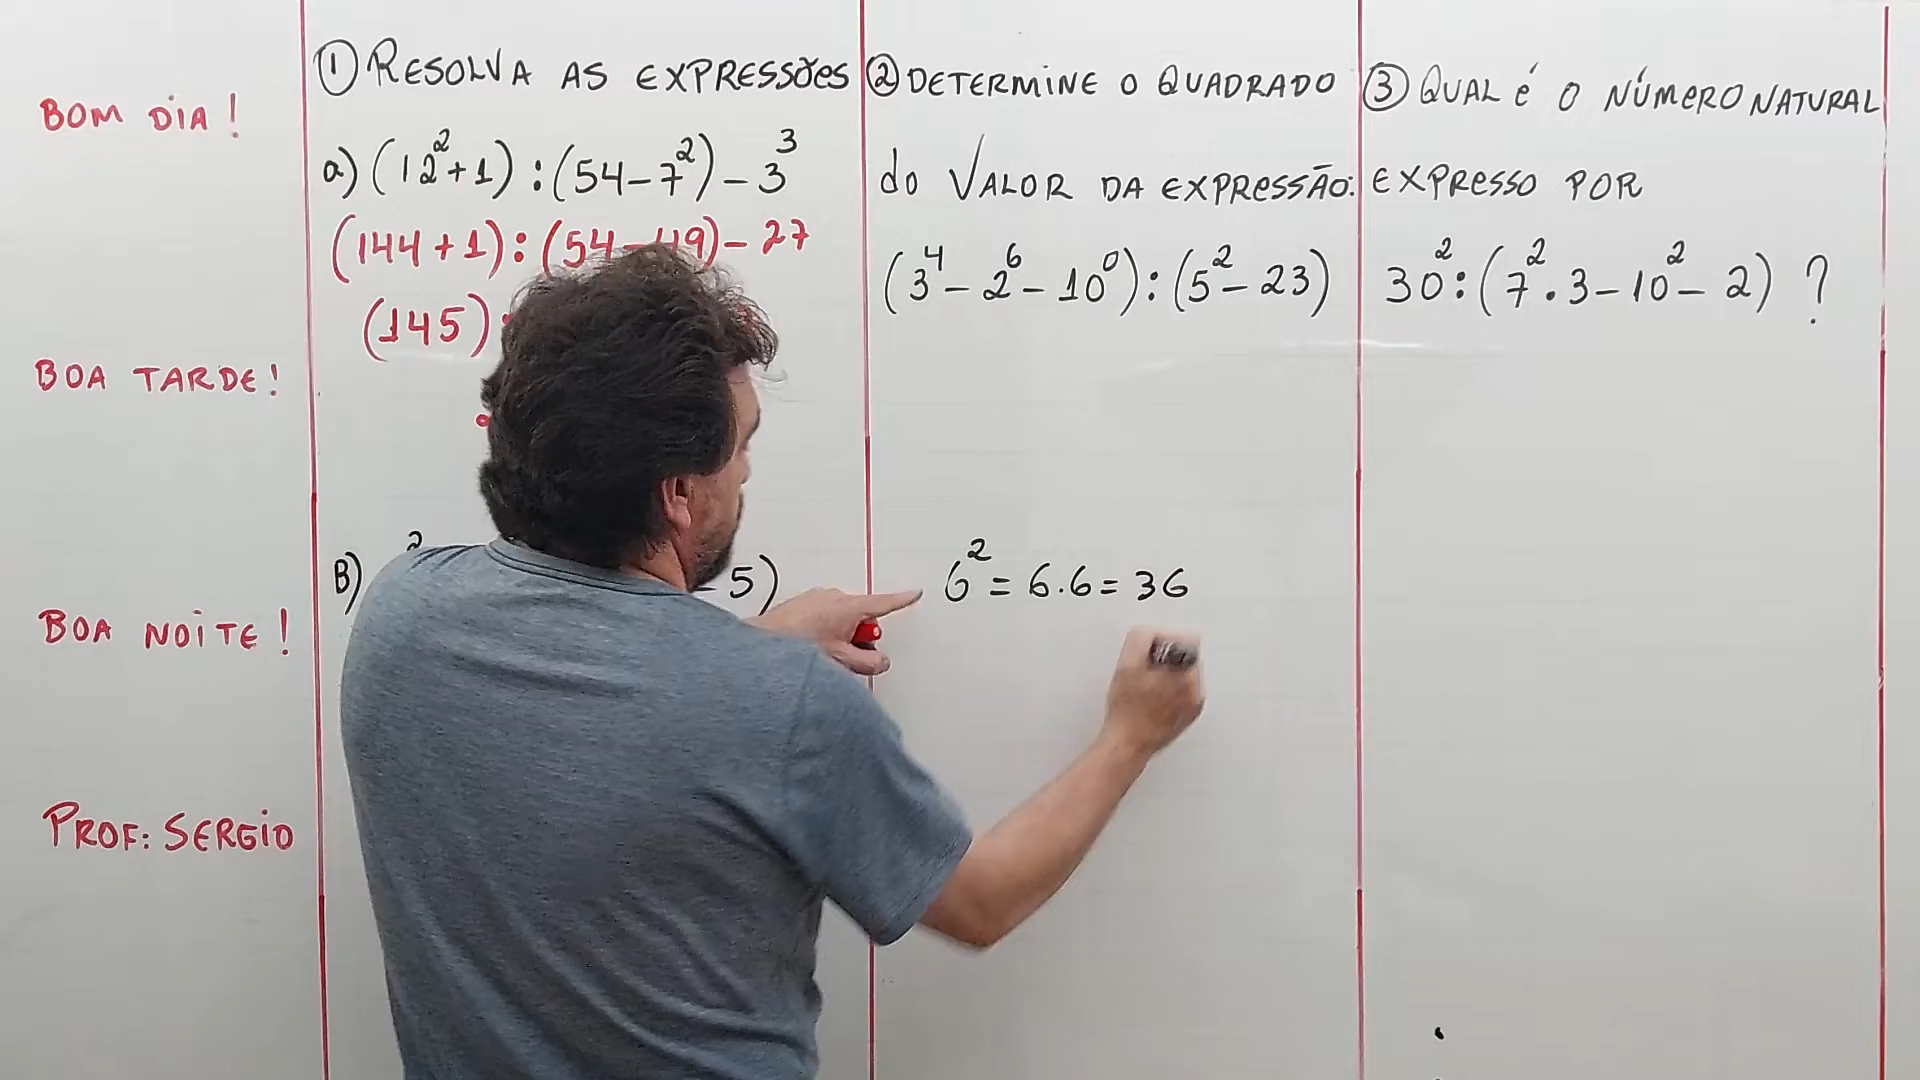 BOM DIA!
BOA TARDE!
BOA NOITE!
PROF: SERGIO
① RESOLVA AS EXPRESSÕES
a) (12² + 1) : (54 - 7²) - 3³
(144 + 1) : (54 - 49) - 27
(145) :
B) 2 - 5)
② DETERMINE O QUADRADO
do VALOR DA EXPRESSÃO:
(3⁴ - 2⁶ - 10⁰) : (5² - 23)
6² = 6.6 = 36
③ QUAL é O NÚMERO NATURAL
EXPRESSO POR
30² : (7² . 3 - 10² - 2) ?